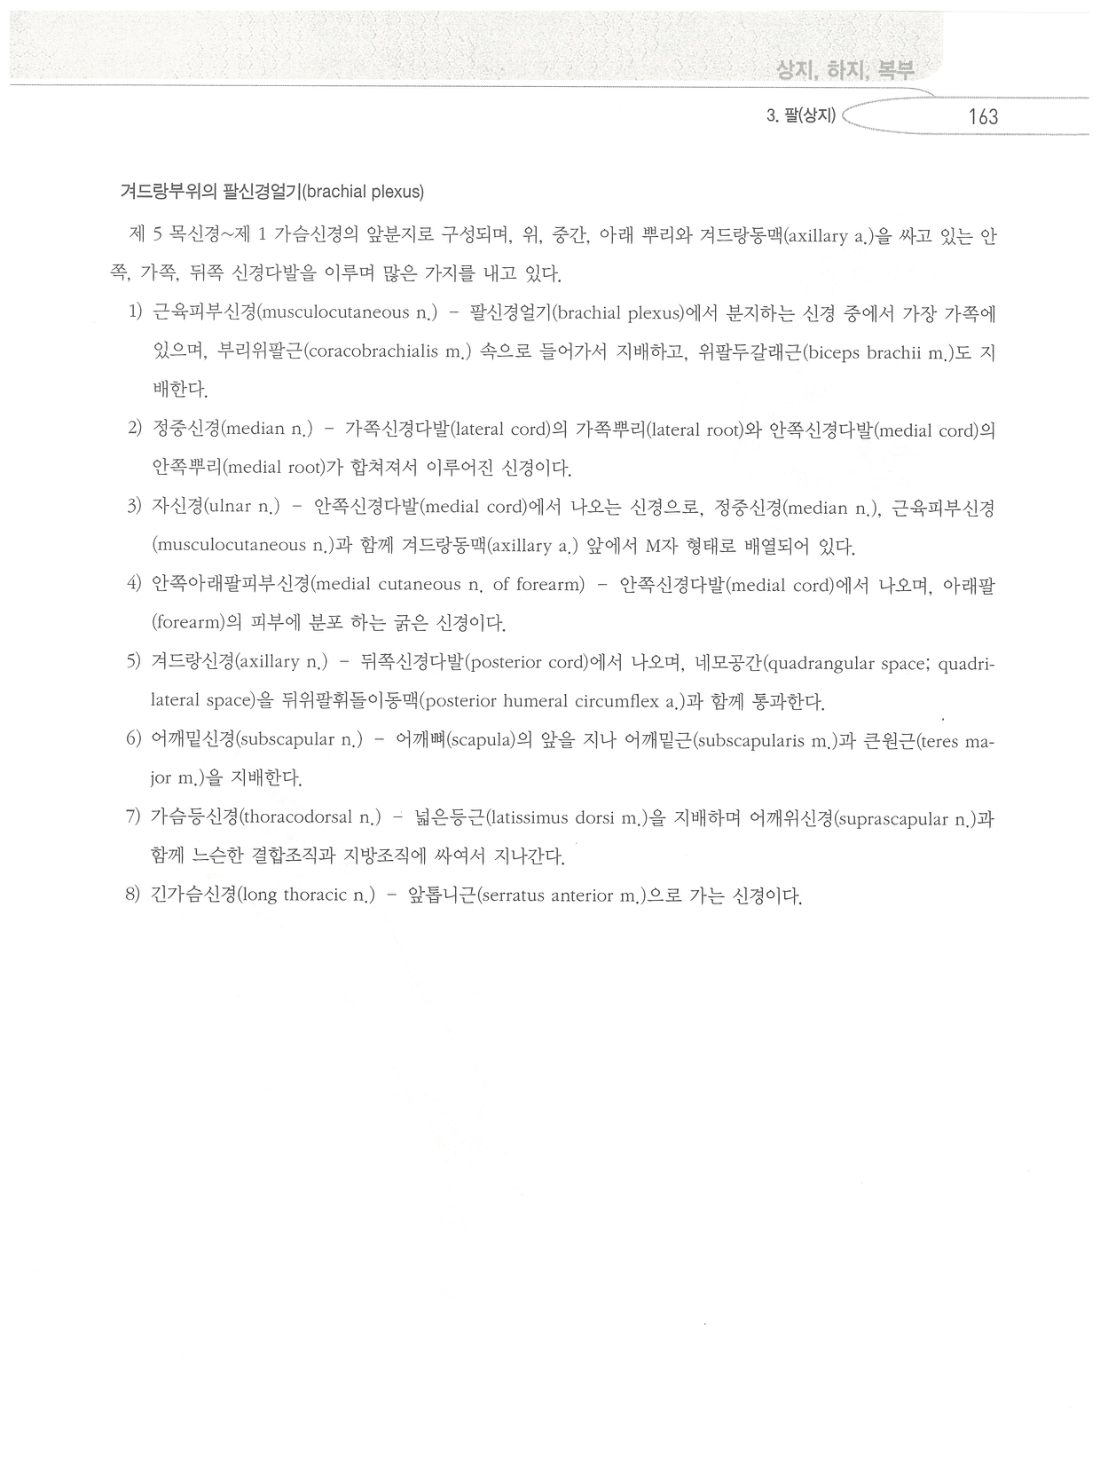 상지, 하지, 복부
3. 팔(상지) 163
겨드랑부위의 팔신경얼기(brachial plexus)
제 5 목신경~제 1 가슴신경의 앞분지로 구성되며, 위, 중간, 아래 뿌리와 겨드랑동맥(axillary a.)을 싸고 있는 안
쪽, 가쪽, 뒤쪽 신경다발을 이루며 많은 가지를 내고 있다.
1) 근육피부신경(musculocutaneous n.) - 팔신경얼기(brachial plexus)에서 분지하는 신경 중에서 가장 가쪽에
있으며, 부리위팔근(coracobrachialis m.) 속으로 들어가서 지배하고, 위팔두갈래근(biceps brachii m.)도 지
배한다.
2) 정중신경(median n.) - 가쪽신경다발(lateral cord)의 가쪽뿌리(lateral root)와 안쪽신경다발(medial cord)의
안쪽뿌리(medial root)가 합쳐져서 이루어진 신경이다.
3) 자신경(ulnar n.) - 안쪽신경다발(medial cord)에서 나오는 신경으로, 정중신경(median n.), 근육피부신경
(musculocutaneous n.)과 함께 겨드랑동맥(axillary a.) 앞에서 M자 형태로 배열되어 있다.
4) 안쪽아래팔피부신경(medial cutaneous n. of forearm) - 안쪽신경다발(medial cord)에서 나오며, 아래팔
(forearm)의 피부에 분포 하는 굵은 신경이다.
5) 겨드랑신경(axillary n.) - 뒤쪽신경다발(posterior cord)에서 나오며, 네모공간(quadrangular space; quadri-
lateral space)을 뒤위팔휘돌이동맥(posterior humeral circumflex a.)과 함께 통과한다.
6) 어깨밑신경(subscapular n.) - 어깨뼈(scapula)의 앞을 지나 어깨밑근(subscapularis m.)과 큰원근(teres ma-
jor m.)을 지배한다.
7) 가슴등신경(thoracodorsal n.) - 넓은등근(latissimus dorsi m.)을 지배하며 어깨위신경(suprascapular n.)과
함께 느슨한 결합조직과 지방조직에 싸여서 지나간다.
8) 긴가슴신경(long thoracic n.) - 앞톱니근(serratus anterior m.)으로 가는 신경이다.